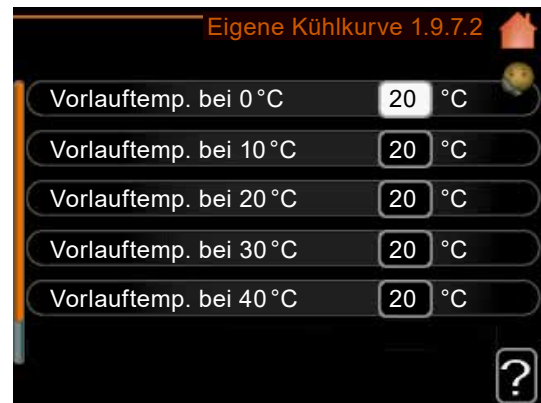 Eigene Kühlkurve 1.9.7.2
Vorlauftemp. bei 0°C 20 °C
Vorlauftemp. bei 10°C 20 °C
Vorlauftemp. bei 20°C 20 °C
Vorlauftemp. bei 30°C 20 °C
Vorlauftemp. bei 40°C 20 °C
?